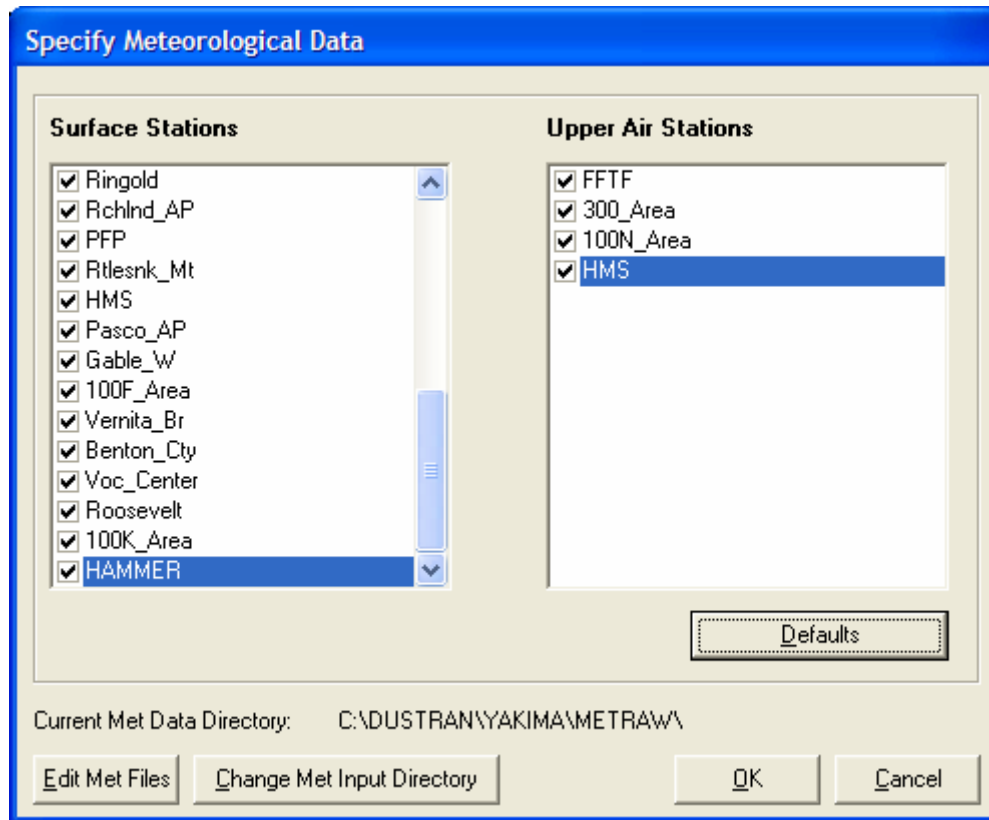 Specify Meteorological Data
Surface Stations
Ringold
Rchlnd_AP
PFP
Rtlesnk_Mt
HMS
Pasco_AP
Gable_W
100F_Area
Vernita_Br
Benton_Cty
Voc_Center
Roosevelt
100K_Area
HAMMER
Upper Air Stations
FFTF
300_Area
100N_Area
HMS
Defaults
Current Met Data Directory: C:\DUSTRAN\YAKIMA\METRAW\
Edit Met Files
Change Met Input Directory
OK
Cancel